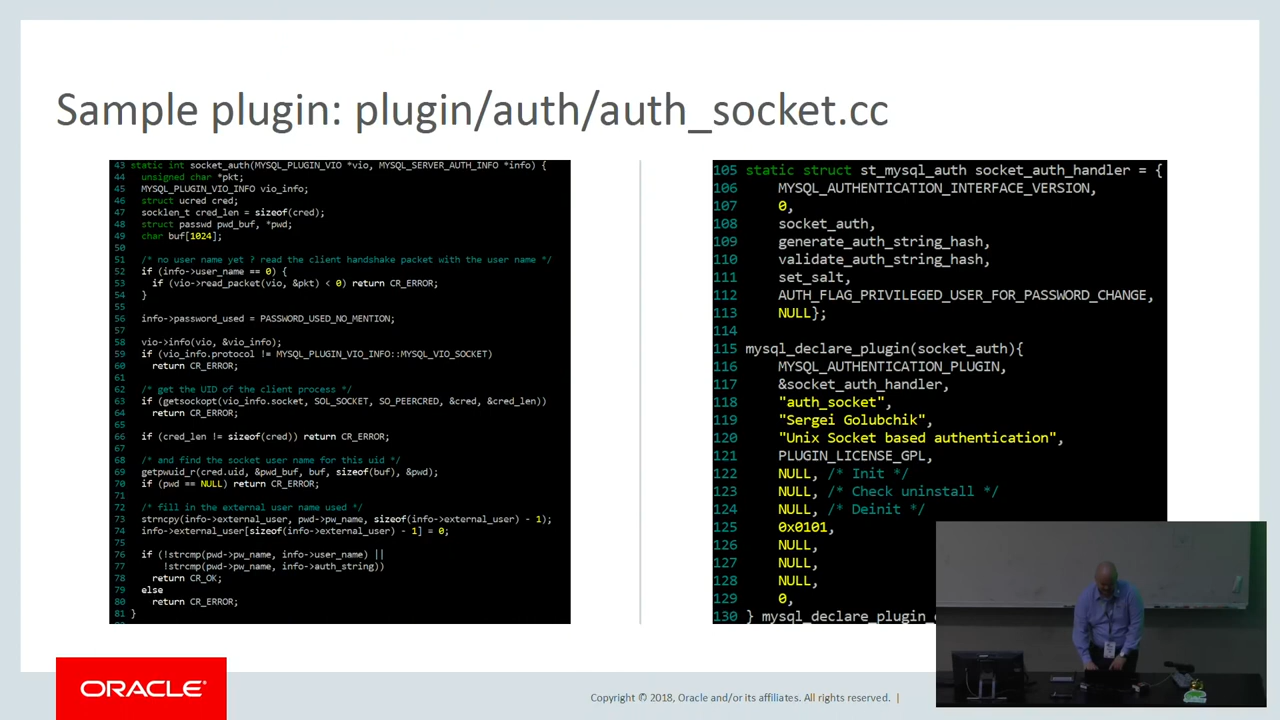 Sample plugin: plugin/auth/auth_socket.cc
43 static int socket_auth(MYSQL_PLUGIN_VIO *vio, MYSQL_SERVER_AUTH_INFO *info) {
44   unsigned char *pkt;
45   MYSQL_PLUGIN_VIO_INFO vio_info;
46   struct ucred cred;
47   socklen_t cred_len = sizeof(cred);
48   struct passwd pwd_buf, *pwd;
49   char buf[1024];
50
51   /* no user name yet ? read the client handshake packet with the user name */
52   if (info->user_name == 0) {
53     if (vio->read_packet(vio, &pkt) < 0) return CR_ERROR;
54   }
55
56   info->password_used = PASSWORD_USED_NO_MENTION;
57
58   vio->info(vio, &vio_info);
59   if (vio_info.protocol != MYSQL_PLUGIN_VIO_INFO::MYSQL_VIO_SOCKET)
60     return CR_ERROR;
61
62   /* get the UID of the client process */
63   if (getsockopt(vio_info.socket, SOL_SOCKET, SO_PEERCRED, &cred, &cred_len))
64     return CR_ERROR;
65
66   if (cred_len != sizeof(cred)) return CR_ERROR;
67
68   /* and find the socket user name for this uid */
69   getpwuid_r(cred.uid, &pwd_buf, buf, sizeof(buf), &pwd);
70   if (pwd == NULL) return CR_ERROR;
71
72   /* fill in the external user name used */
73   strncpy(info->external_user, pwd->pw_name, sizeof(info->external_user) - 1);
74   info->external_user[sizeof(info->external_user) - 1] = 0;
75
76   if (!strcmp(pwd->pw_name, info->user_name) ||
77       !strcmp(pwd->pw_name, info->auth_string))
78     return CR_OK;
79   else
80     return CR_ERROR;
81 }
105 static struct st_mysql_auth socket_auth_handler = {
106     MYSQL_AUTHENTICATION_INTERFACE_VERSION,
107     0,
108     socket_auth,
109     generate_auth_string_hash,
110     validate_auth_string_hash,
111     set_salt,
112     AUTH_FLAG_PRIVILEGED_USER_FOR_PASSWORD_CHANGE,
113     NULL};
114
115 mysql_declare_plugin(socket_auth){
116     MYSQL_AUTHENTICATION_PLUGIN,
117     &socket_auth_handler,
118     "auth_socket",
119     "Sergei Golubchik",
120     "Unix Socket based authentication",
121     PLUGIN_LICENSE_GPL,
122     NULL, /* Init */
123     NULL, /* Check uninstall */
124     NULL, /* Deinit */
125     0x0101,
126     NULL,
127     NULL,
128     NULL,
129     0,
130 } mysql_declare_plugin
ORACLE®
Copyright © 2018, Oracle and/or its affiliates. All rights reserved. |